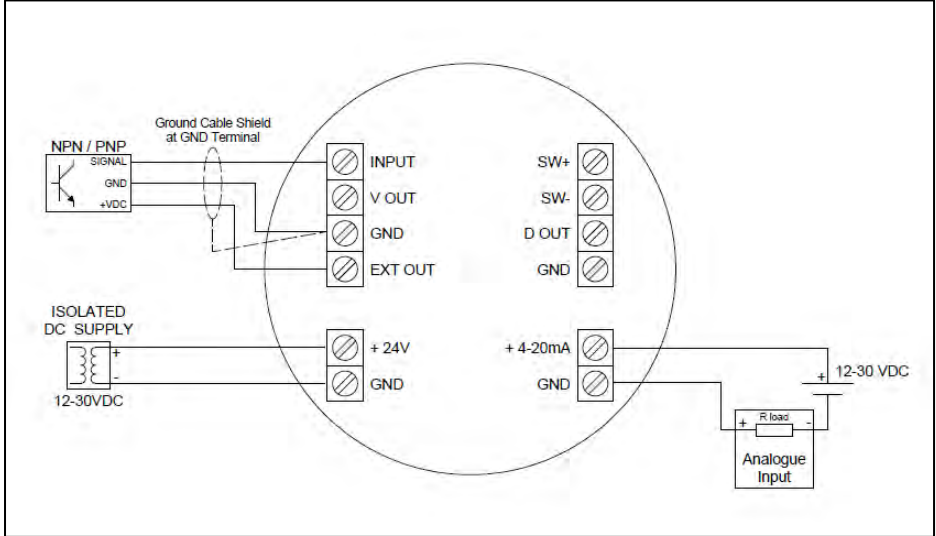 Ground Cable Shield
at GND Terminal
NPN / PNP
SIGNAL
GND
+VDC
INPUT
V OUT
GND
EXT OUT
SW+
SW-
D OUT
GND
ISOLATED
DC SUPPLY
+
-
12-30VDC
+ 24V
GND
+ 4-20mA
GND
+ 12-30 VDC
+ R load -
Analogue
Input